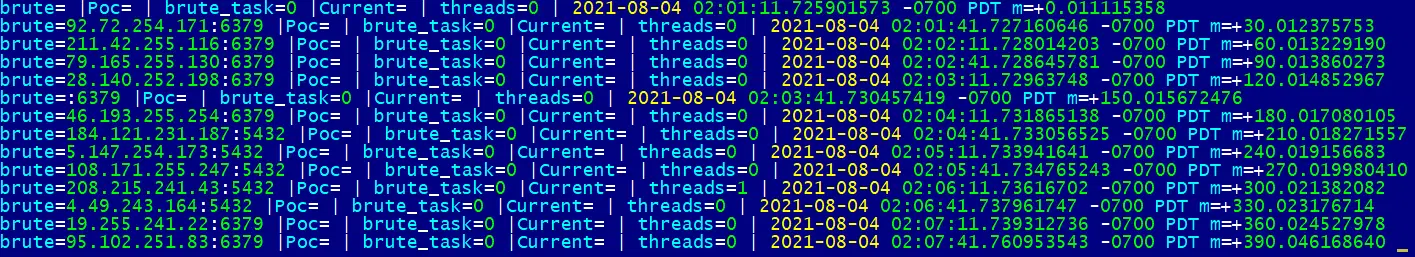 brute= |Poc= | brute_task=0 |Current= | threads=0 | 2021-08-04 02:01:11.725901573 -0700 PDT m=+0.011115358
brute=92.72.254.171:6379 |Poc= | brute_task=0 |Current= | threads=0 | 2021-08-04 02:01:41.727160646 -0700 PDT m=+30.012375753
brute=211.42.255.116:6379 |Poc= | brute_task=0 |Current= | threads=0 | 2021-08-04 02:02:11.728014203 -0700 PDT m=+60.013229190
brute=79.165.255.130:6379 |Poc= | brute_task=0 |Current= | threads=0 | 2021-08-04 02:02:41.728645781 -0700 PDT m=+90.013860273
brute=28.140.252.198:6379 |Poc= | brute_task=0 |Current= | threads=0 | 2021-08-04 02:03:11.72963748 -0700 PDT m=+120.014852967
brute=:6379 |Poc= | brute_task=0 |Current= | threads=0 | 2021-08-04 02:03:41.730457419 -0700 PDT m=+150.015672476
brute=46.193.255.254:6379 |Poc= | brute_task=0 |Current= | threads=0 | 2021-08-04 02:04:11.731865138 -0700 PDT m=+180.017080105
brute=184.121.231.187:5432 |Poc= | brute_task=0 |Current= | threads=0 | 2021-08-04 02:04:41.733056525 -0700 PDT m=+210.018271557
brute=5.147.254.173:5432 |Poc= | brute_task=0 |Current= | threads=0 | 2021-08-04 02:05:11.733941641 -0700 PDT m=+240.019156683
brute=108.171.255.247:5432 |Poc= | brute_task=0 |Current= | threads=0 | 2021-08-04 02:05:41.734765243 -0700 PDT m=+270.019980410
brute=208.215.241.43:5432 |Poc= | brute_task=0 |Current= | threads=1 | 2021-08-04 02:06:11.73616702 -0700 PDT m=+300.021382082
brute=4.49.243.164:5432 |Poc= | brute_task=0 |Current= | threads=0 | 2021-08-04 02:06:41.737961747 -0700 PDT m=+330.023176714
brute=19.255.241.22:6379 |Poc= | brute_task=0 |Current= | threads=0 | 2021-08-04 02:07:11.739312736 -0700 PDT m=+360.024527978
brute=95.102.251.83:6379 |Poc= | brute_task=0 |Current= | threads=0 | 2021-08-04 02:07:41.760953543 -0700 PDT m=+390.046168640 _